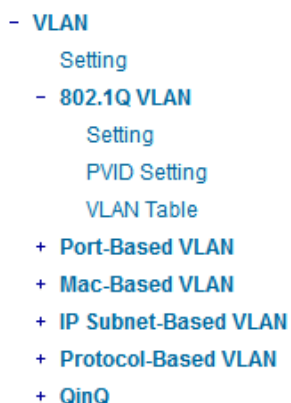 - VLAN
Setting
- 802.1Q VLAN
Setting
PVID Setting
VLAN Table
+ Port-Based VLAN
+ Mac-Based VLAN
+ IP Subnet-Based VLAN
+ Protocol-Based VLAN
+ QinQ